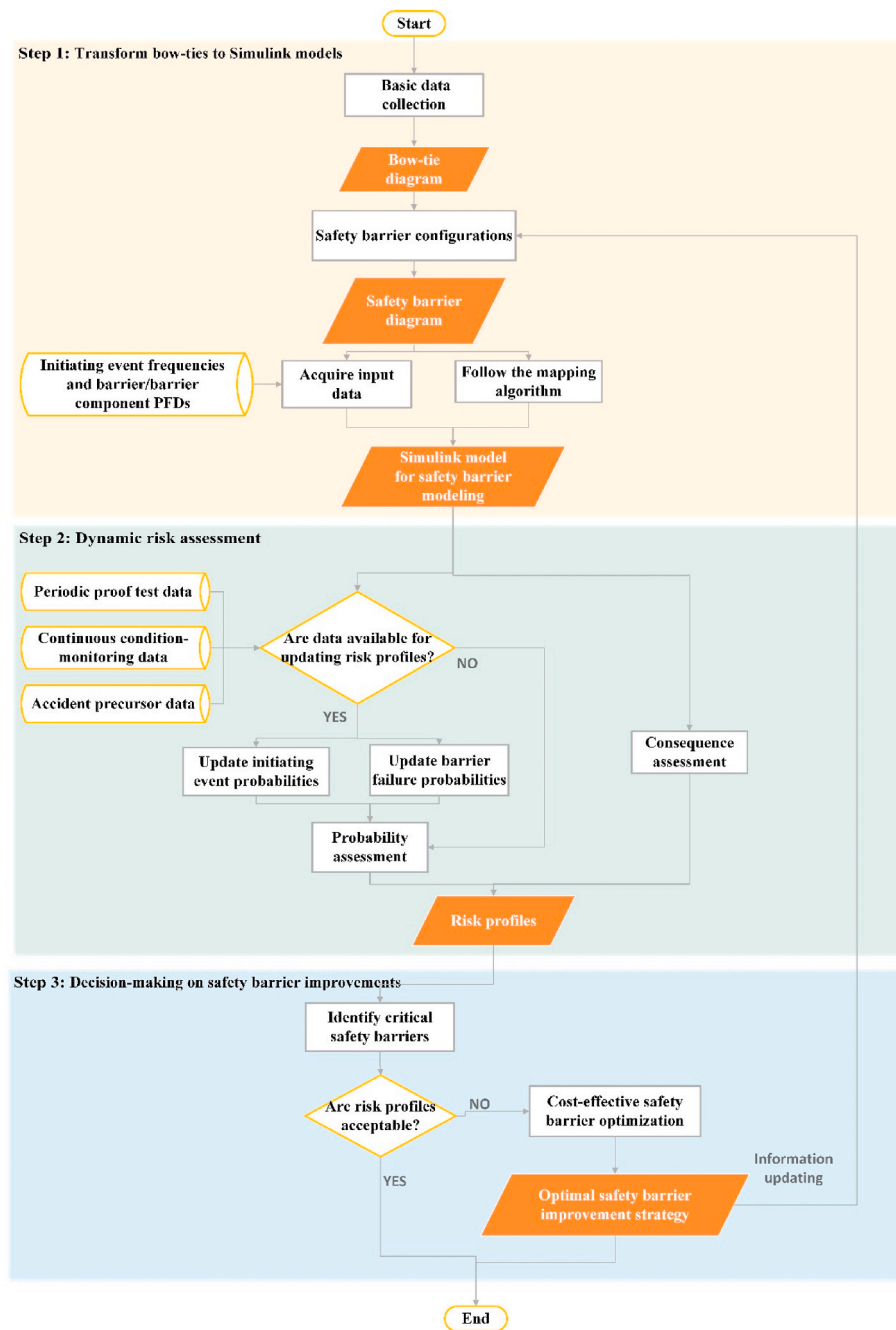 Start
Step 1: Transform bow-ties to Simulink models
Basic data
collection
Bow-tie
diagram
Safety barrier configurations
Safety barrier
diagram
Initiating event frequencies
and barrier/barrier
component PFDs
Acquire input
data
Follow the mapping
algorithm
Simulink model
for safety barrier
modeling
Step 2: Dynamic risk assessment
Periodic proof test data
Continuous condition-
monitoring data
Accident precursor data
Are data available for
updating risk profiles?
NO
YES
Update initiating
event probabilities
Update barrier
failure probabilities
Consequence
assessment
Probability
assessment
Risk profiles
Step 3: Decision-making on safety barrier improvements
Identify critical
safety barriers
Are risk profiles
acceptable?
NO
Cost-effective safety
barrier optimization
YES
Information
updating
Optimal safety barrier
improvement strategy
End